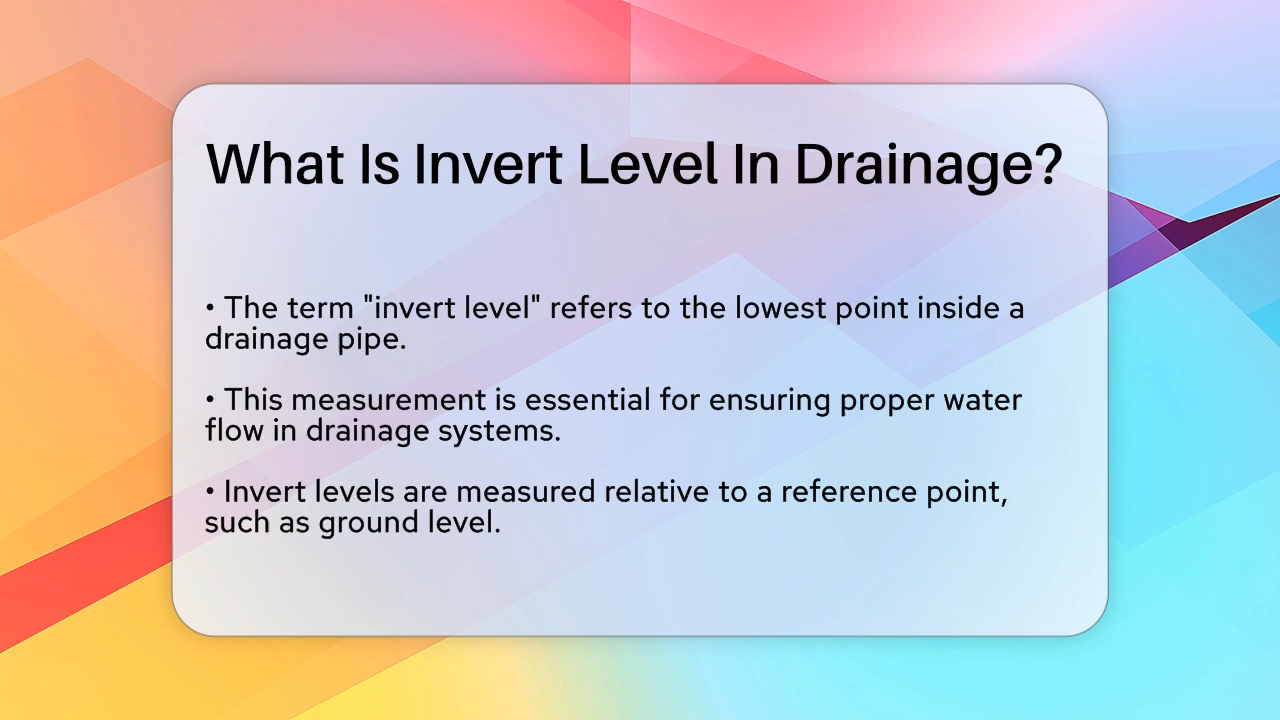 What Is Invert Level In Drainage?
• The term "invert level" refers to the lowest point inside a
drainage pipe.
• This measurement is essential for ensuring proper water
flow in drainage systems.
• Invert levels are measured relative to a reference point,
such as ground level.